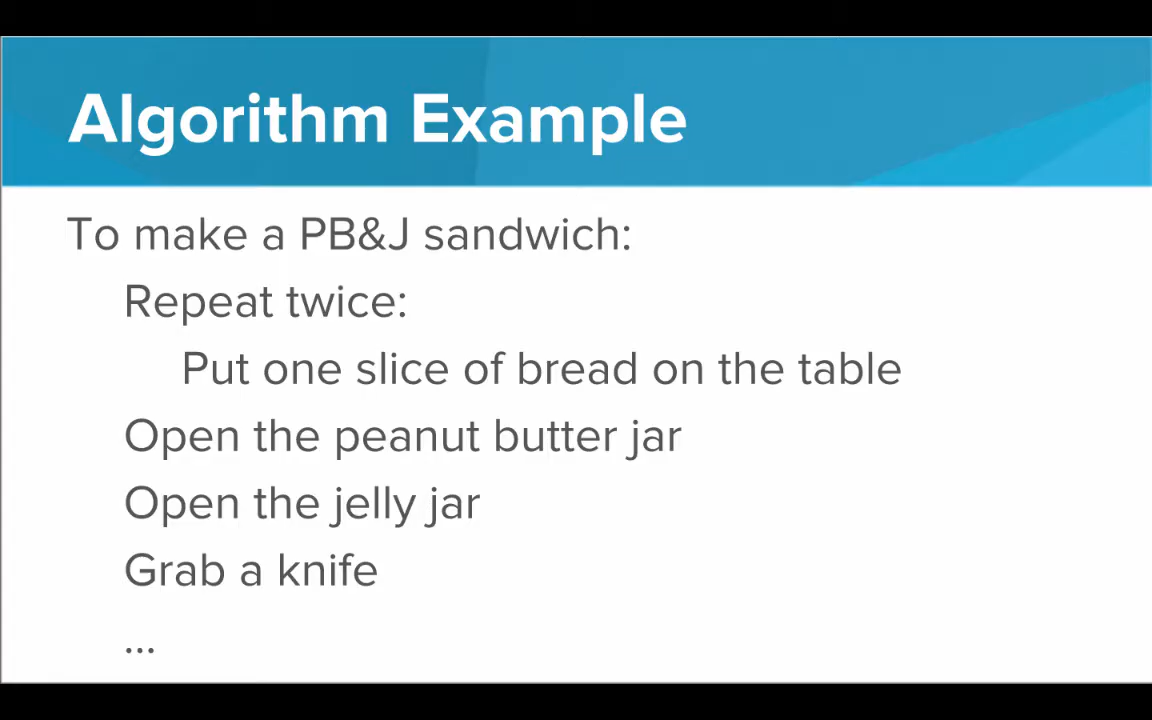 Algorithm Example
To make a PB&J sandwich:
Repeat twice:
Put one slice of bread on the table
Open the peanut butter jar
Open the jelly jar
Grab a knife
...